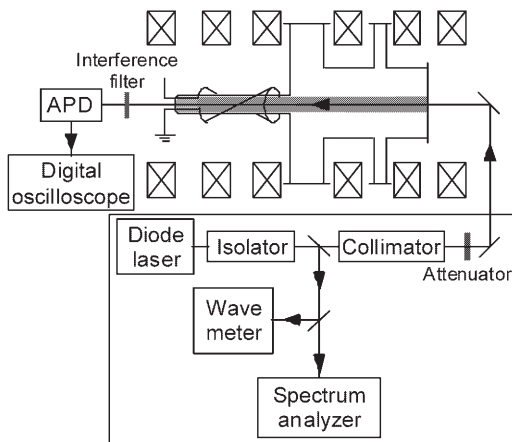 Interference
filter
APD
Digital
oscilloscope
Diode
laser
Isolator
Collimator
Attenuator
Wave
meter
Spectrum
analyzer